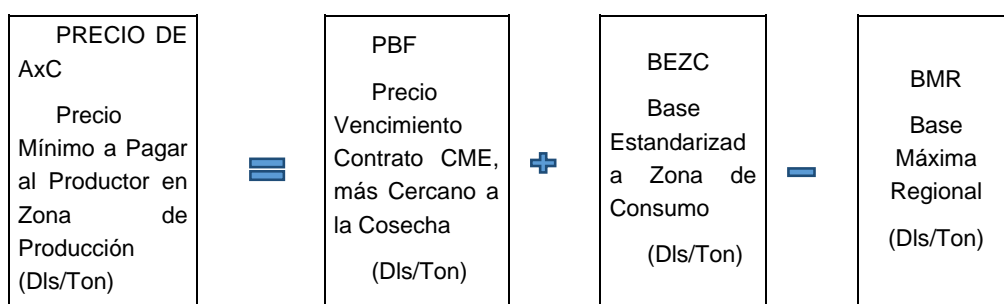 PRECIO DE
AxC
Precio
Mínimo a Pagar
al Productor en
Zona de
Producción
(Dls/Ton)
=
PBF
Precio
Vencimiento
Contrato CME,
más Cercano a
la Cosecha
(Dls/Ton)
+
BEZC
Base
Estandarizad
a Zona de
Consumo
(Dls/Ton)
-
BMR
Base
Máxima
Regional
(Dls/Ton)